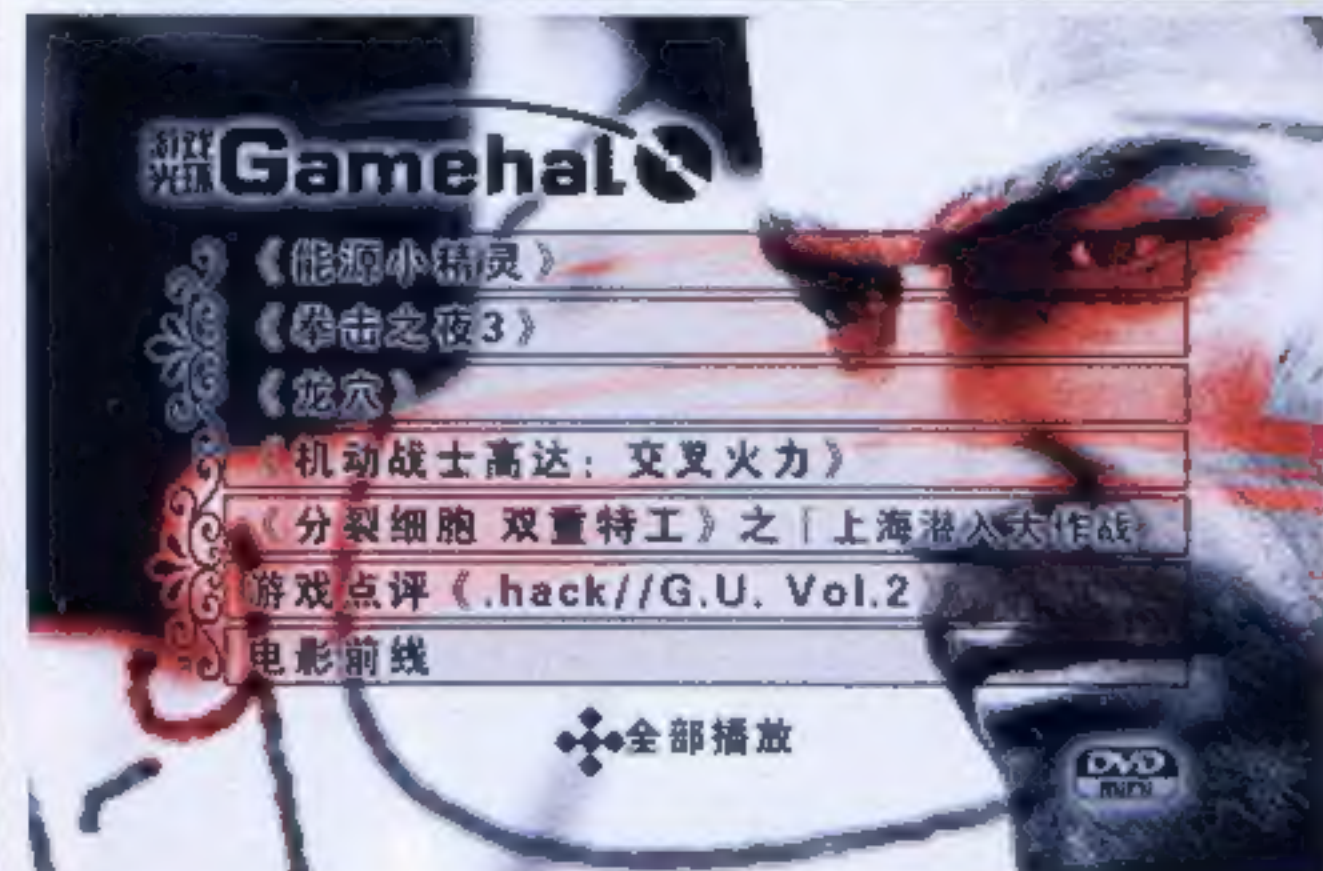 游戏
光环
Gamehalo
《能源小精灵》
《拳击之夜3》
《龙穴》
《机动战士高达：交叉火力》
《分裂细胞 双重特工》之「上海潜入大作战
游戏点评《.hack//G.U. Vol.2》
电影前线
全部播放
DVD
mini